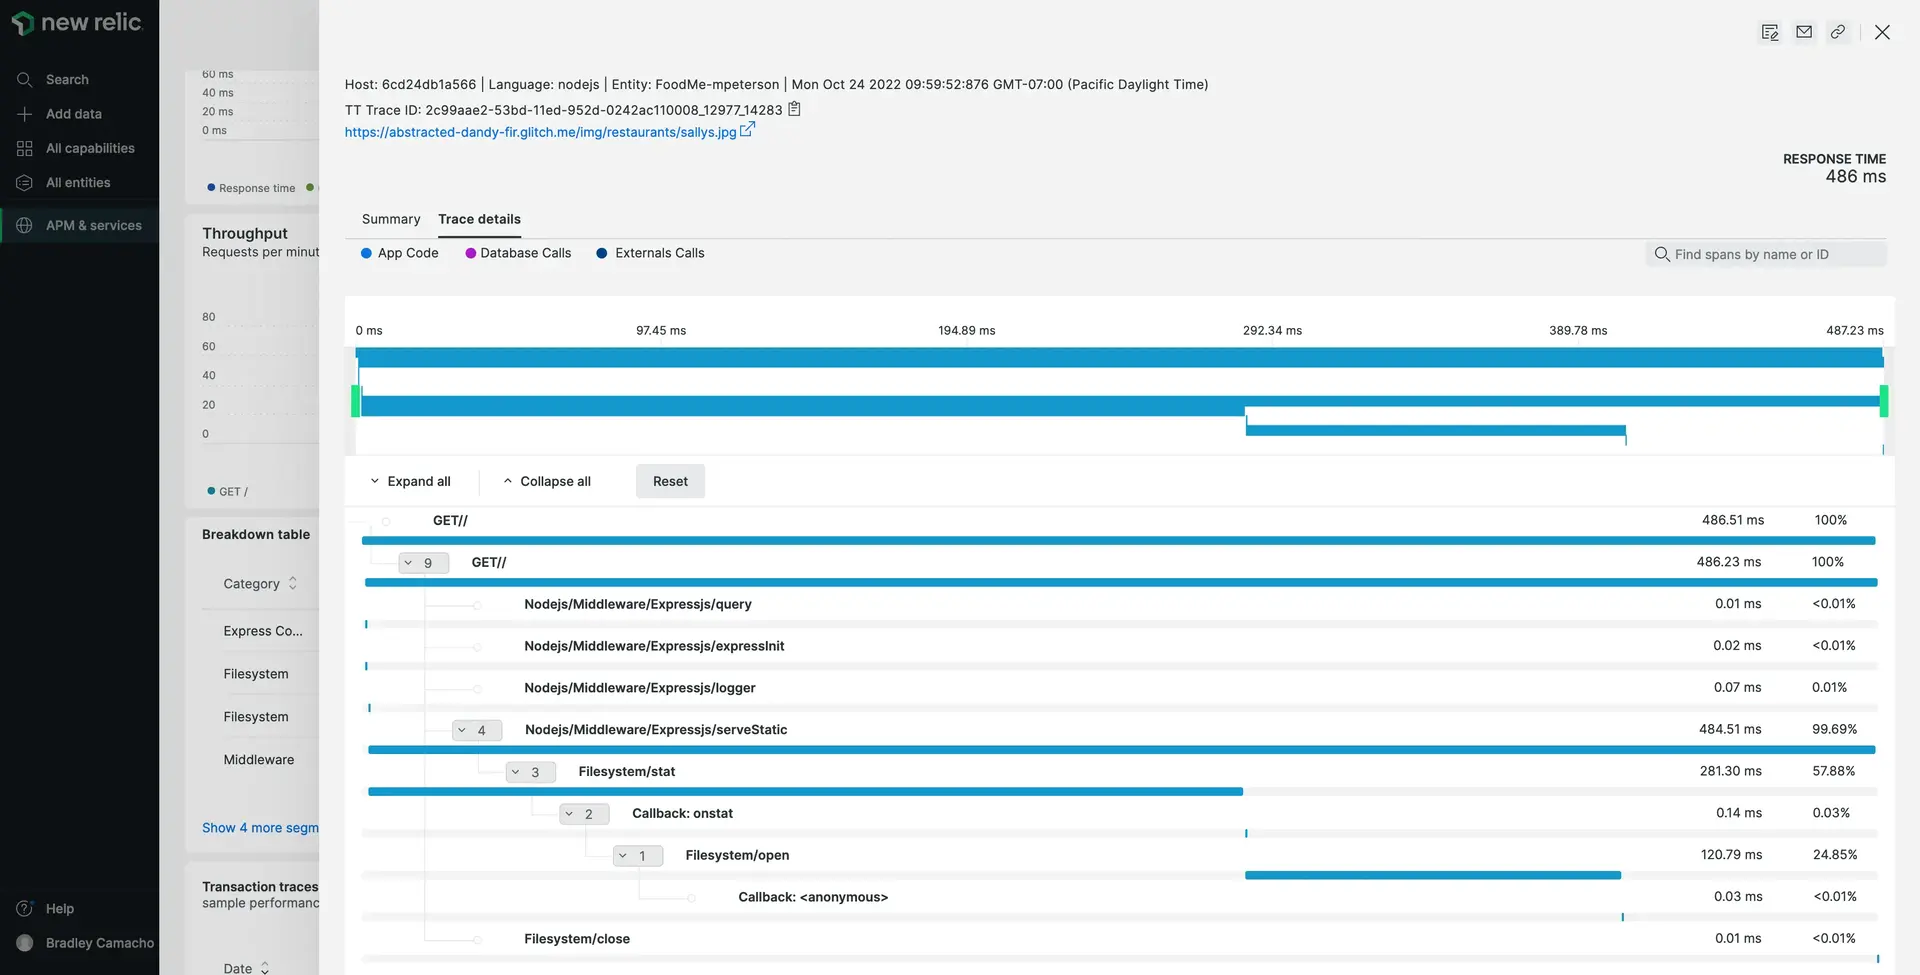 new relic
Search
Add data
All capabilities
All entities
APM & services
Help
Bradley Camacho
60 ms
40 ms
20 ms
0 ms
Response time
Throughput
Requests per minut
80
60
40
20
0
GET /
Breakdown table
Category
Express Co...
Filesystem
Filesystem
Middleware
Show 4 more segm
Transaction traces
sample performanc
Date
Host: 6cd24db1a566 | Language: nodejs | Entity: FoodMe-mpeterson | Mon Oct 24 2022 09:59:52:876 GMT-07:00 (Pacific Daylight Time)
TT Trace ID: 2c99aae2-53bd-11ed-952d-0242ac110008_12977_14283
https://abstracted-dandy-fir.glitch.me/img/restaurants/sallys.jpg
RESPONSE TIME
486 ms
Summary Trace details
App Code Database Calls Externals Calls
Find spans by name or ID
0 ms 97.45 ms 194.89 ms 292.34 ms 389.78 ms 487.23 ms
Expand all Collapse all Reset
GET// 486.51 ms 100%
9 GET// 486.23 ms 100%
Nodejs/Middleware/Expressjs/query 0.01 ms <0.01%
Nodejs/Middleware/Expressjs/expressInit 0.02 ms <0.01%
Nodejs/Middleware/Expressjs/logger 0.07 ms 0.01%
4 Nodejs/Middleware/Expressjs/serveStatic 484.51 ms 99.69%
3 Filesystem/stat 281.30 ms 57.88%
2 Callback: onstat 0.14 ms 0.03%
1 Filesystem/open 120.79 ms 24.85%
Callback: <anonymous> 0.03 ms <0.01%
Filesystem/close 0.01 ms <0.01%